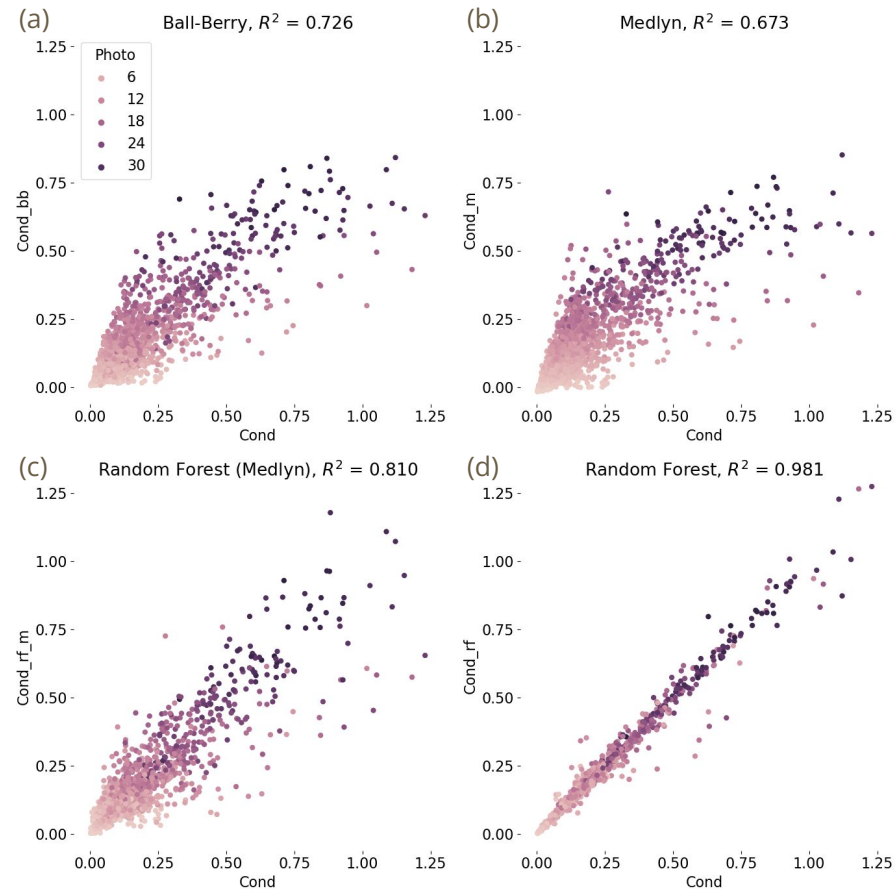 (a)
Ball-Berry, R² = 0.726
1.25
1.00
0.75
0.50
0.25
0.00
Cond_bb
Photo
6
12
18
24
30
0.00 0.25 0.50 0.75 1.00 1.25
Cond
(b)
Medlyn, R² = 0.673
1.25
1.00
0.75
0.50
0.25
0.00
Cond_m
0.00 0.25 0.50 0.75 1.00 1.25
Cond
(c)
Random Forest (Medlyn), R² = 0.810
1.25
1.00
0.75
0.50
0.25
0.00
Cond_rf_m
0.00 0.25 0.50 0.75 1.00 1.25
Cond
(d)
Random Forest, R² = 0.981
1.25
1.00
0.75
0.50
0.25
0.00
Cond_rf
0.00 0.25 0.50 0.75 1.00 1.25
Cond